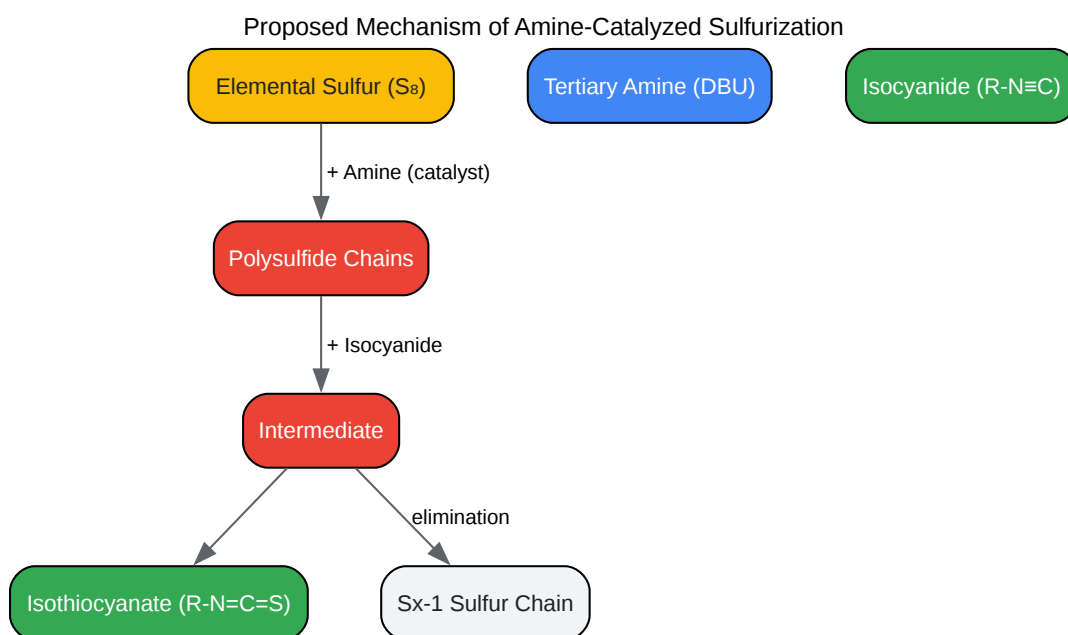 Proposed Mechanism of Amine-Catalyzed Sulfurization
Elemental Sulfur (S₈)
Tertiary Amine (DBU)
Isocyanide (R-N≡C)
+ Amine (catalyst)
Polysulfide Chains
+ Isocyanide
Intermediate
elimination
Isothiocyanate (R-N=C=S)
Sx-1 Sulfur Chain